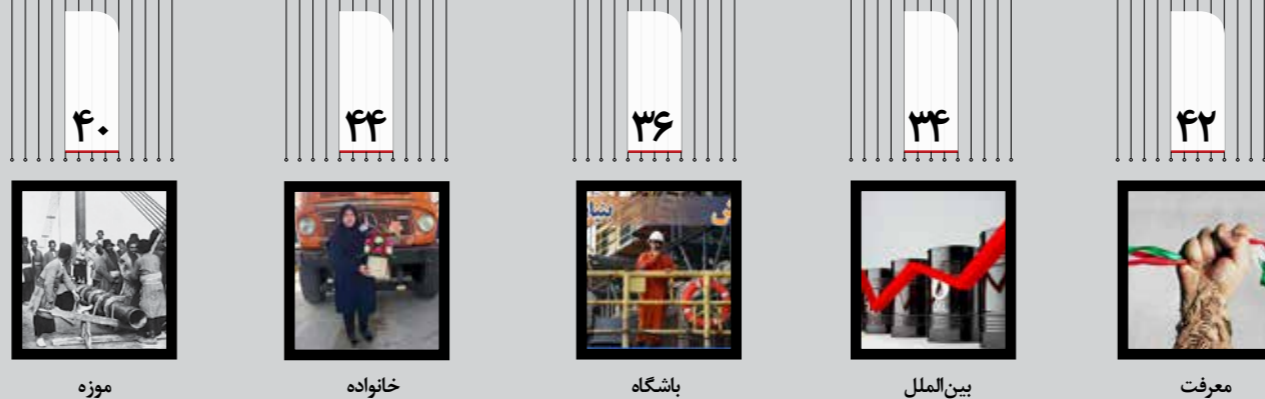 ۴۲
۳۴
۳۶
۴۴
۴۰
معرفت
بین‌الملل
باشگاه
خانواده
موزه